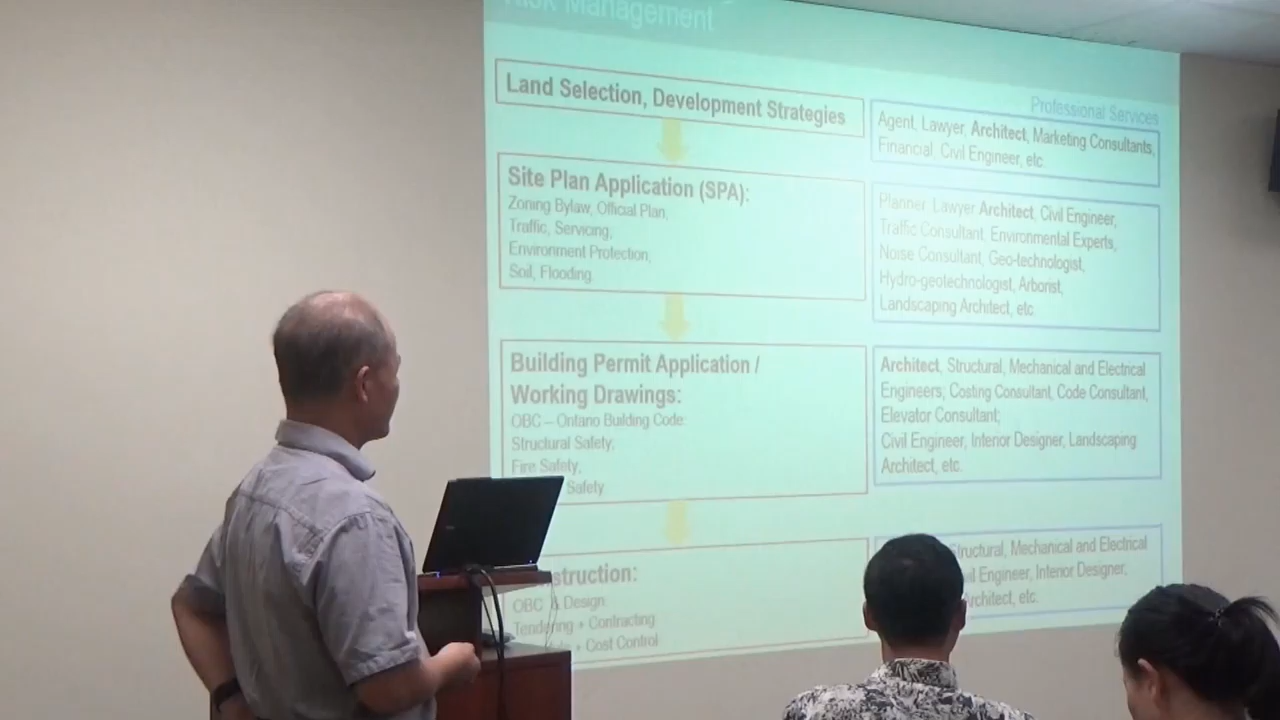 Risk Management
Professional Services
Land Selection, Development Strategies
Agent, Lawyer, Architect, Marketing Consultants,
Financial, Civil Engineer, etc.
Site Plan Application (SPA):
Zoning Bylaw, Official Plan,
Traffic, Servicing,
Environment Protection,
Soil, Flooding
Planner, Lawyer Architect, Civil Engineer,
Traffic Consultant, Environmental Experts,
Noise Consultant, Geo-technologist,
Hydro-geotechnologist, Arborist,
Landscaping Architect, etc
Building Permit Application /
Working Drawings:
OBC – Ontario Building Code:
Structural Safety,
Fire Safety,
Safety
Architect, Structural, Mechanical and Electrical
Engineers; Costing Consultant, Code Consultant,
Elevator Consultant;
Civil Engineer, Interior Designer, Landscaping
Architect, etc.
OBC & Design
Tendering + Contracting
+ Cost Control
Structural, Mechanical and Electrical
Engineer, Interior Designer,
Architect, etc.